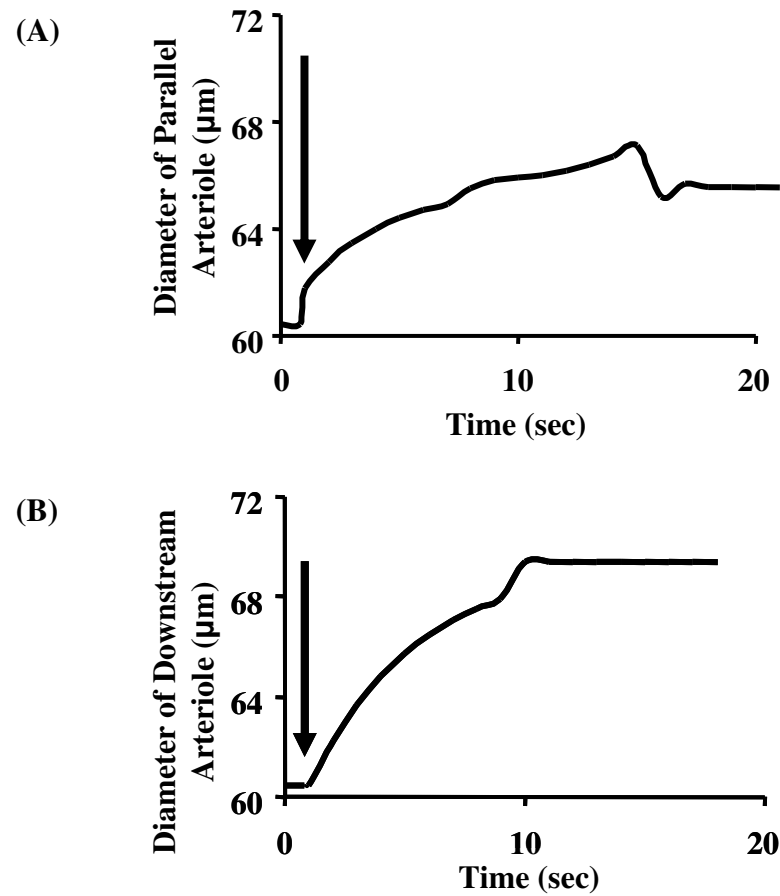 (A)
Diameter of Parallel
Arteriole (μm)
72
68
64
60
0 10 20
Time (sec)
(B)
Diameter of Downstream
Arteriole (μm)
72
68
64
60
0 10 20
Time (sec)